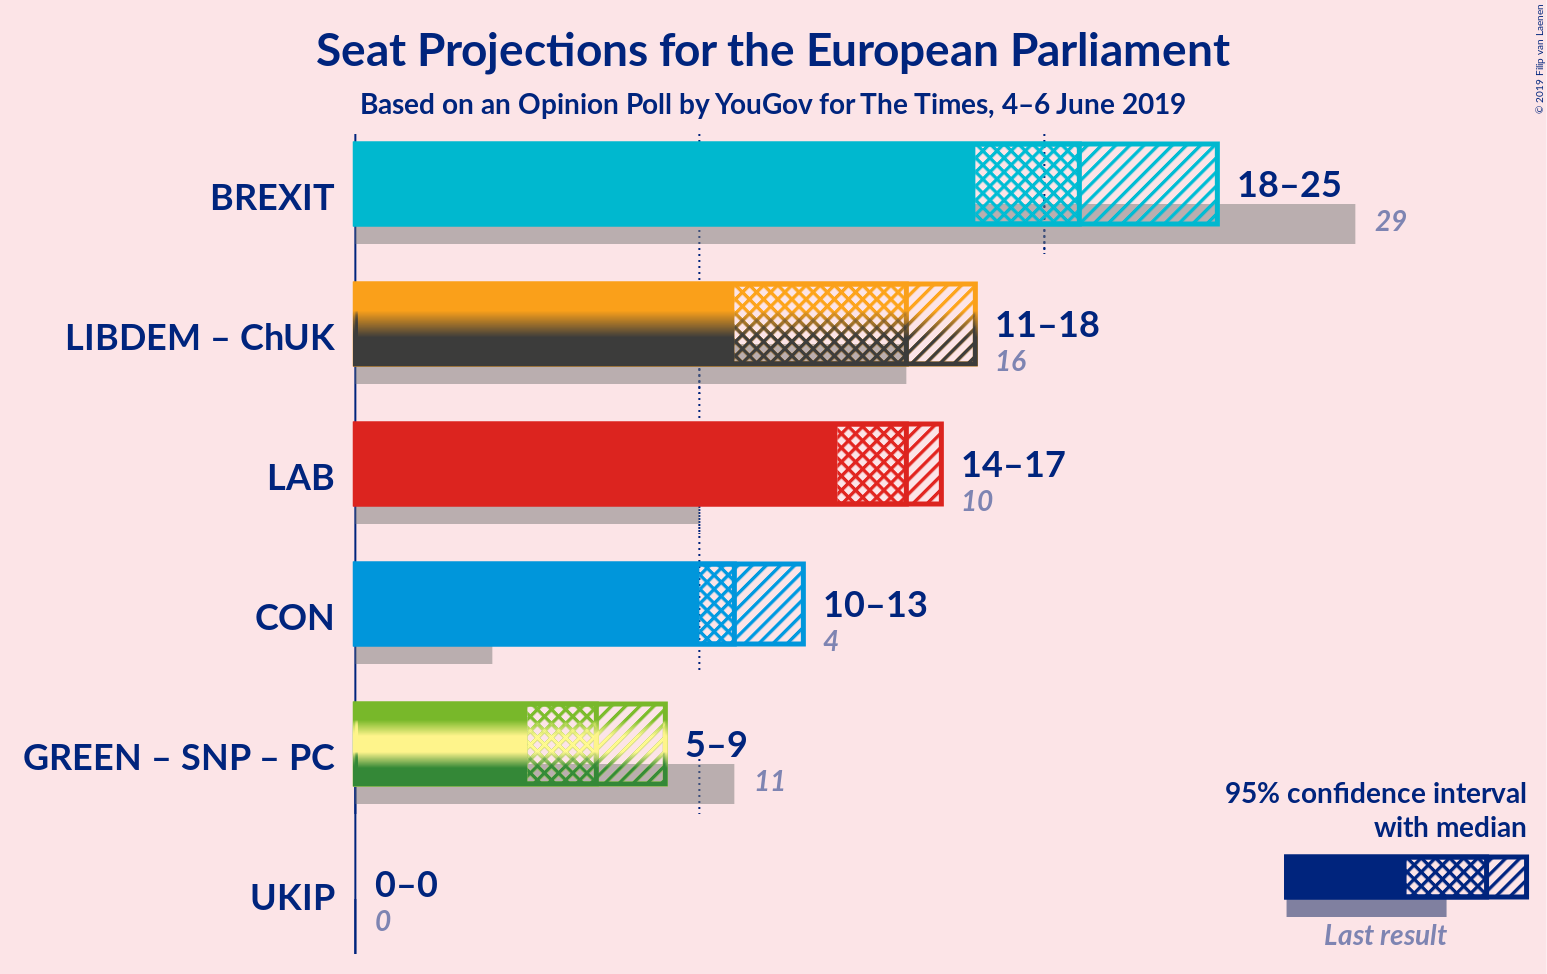 Seat Projections for the European Parliament
Based on an Opinion Poll by YouGov for The Times, 4–6 June 2019
© 2019 Filip van Laenen
BREXIT
18–25
29
LIBDEM – ChUK
11–18
16
LAB
14–17
10
CON
10–13
4
GREEN – SNP – PC
5–9
11
UKIP
0–0
0
95% confidence interval
with median
Last result